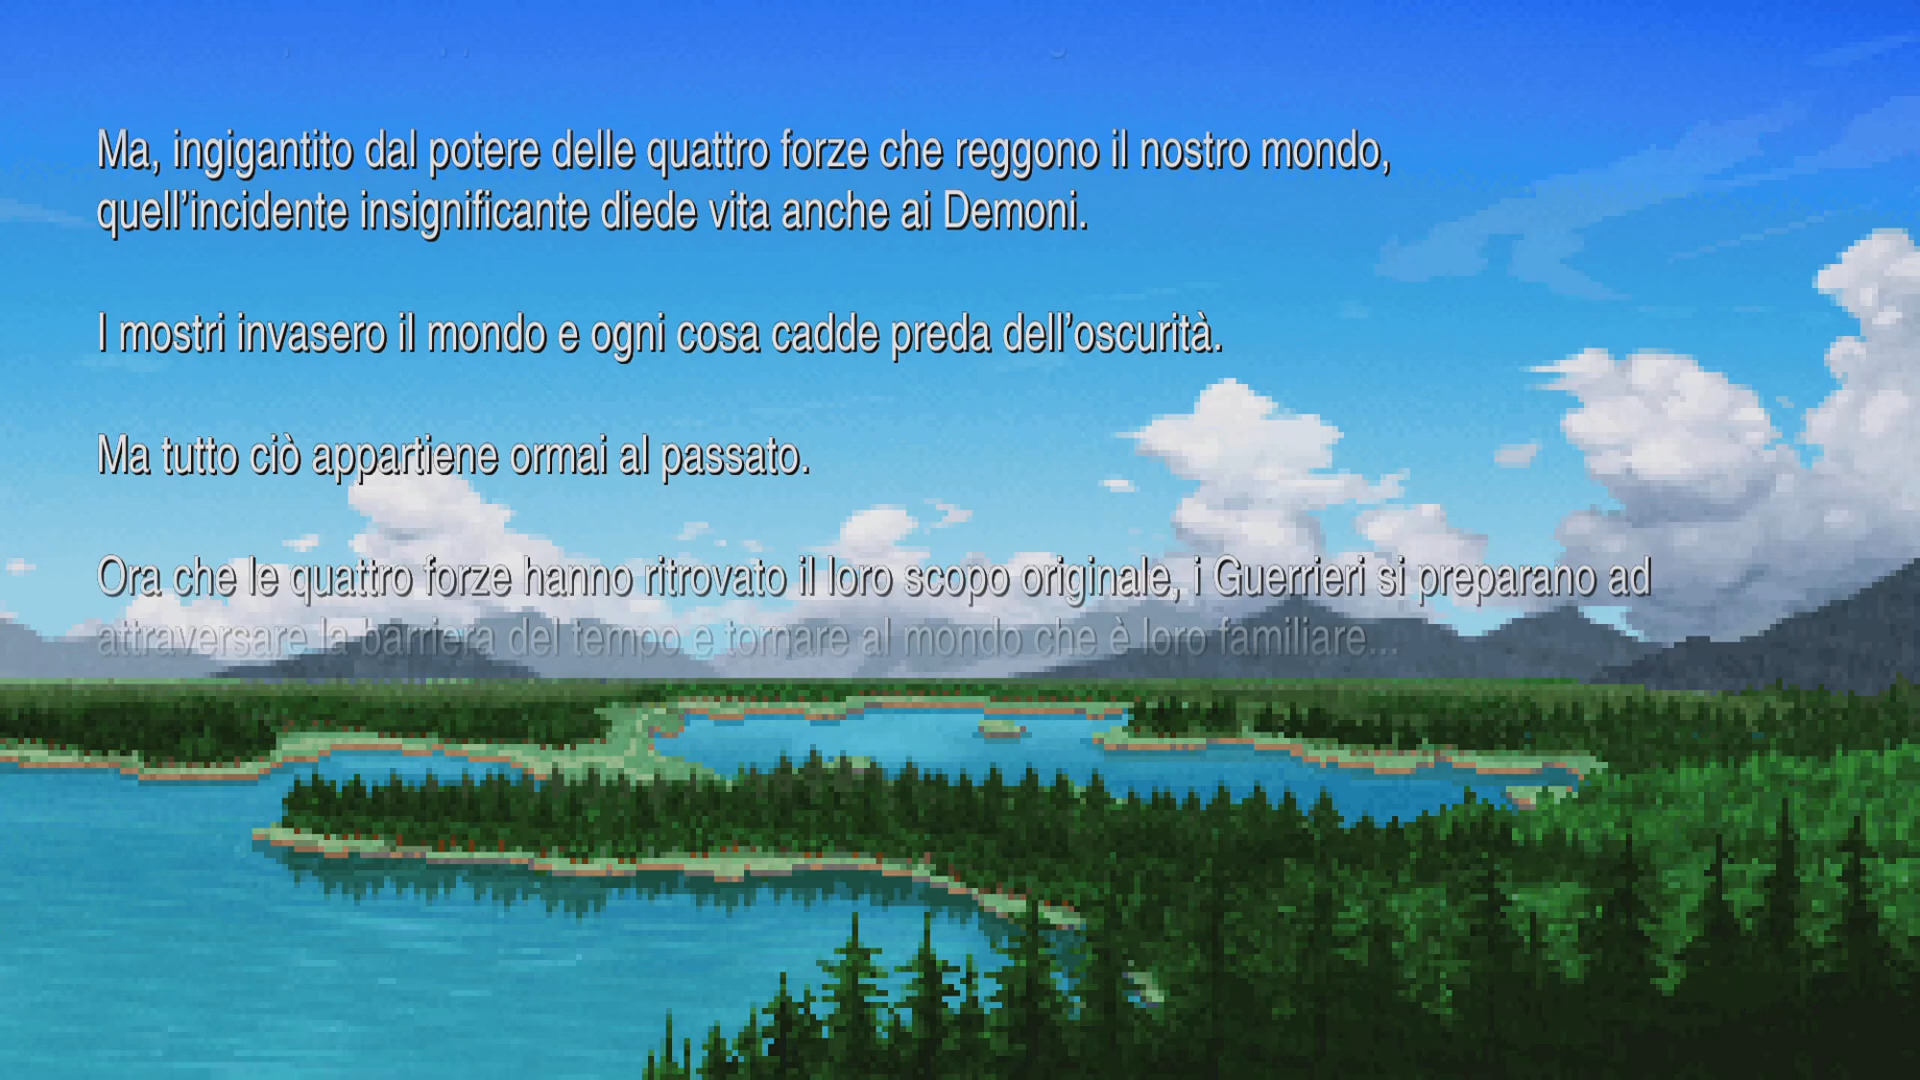 Ma, ingigantito dal potere delle quattro forze che reggono il nostro mondo,
quell’incidente insignificante diede vita anche ai Demoni.
I mostri invasero il mondo e ogni cosa cadde preda dell’oscurità.
Ma tutto ciò appartiene ormai al passato.
Ora che le quattro forze hanno ritrovato il loro scopo originale, i Guerrieri si preparano ad
attraversare la barriera del tempo e tornare al mondo che è loro familiare...